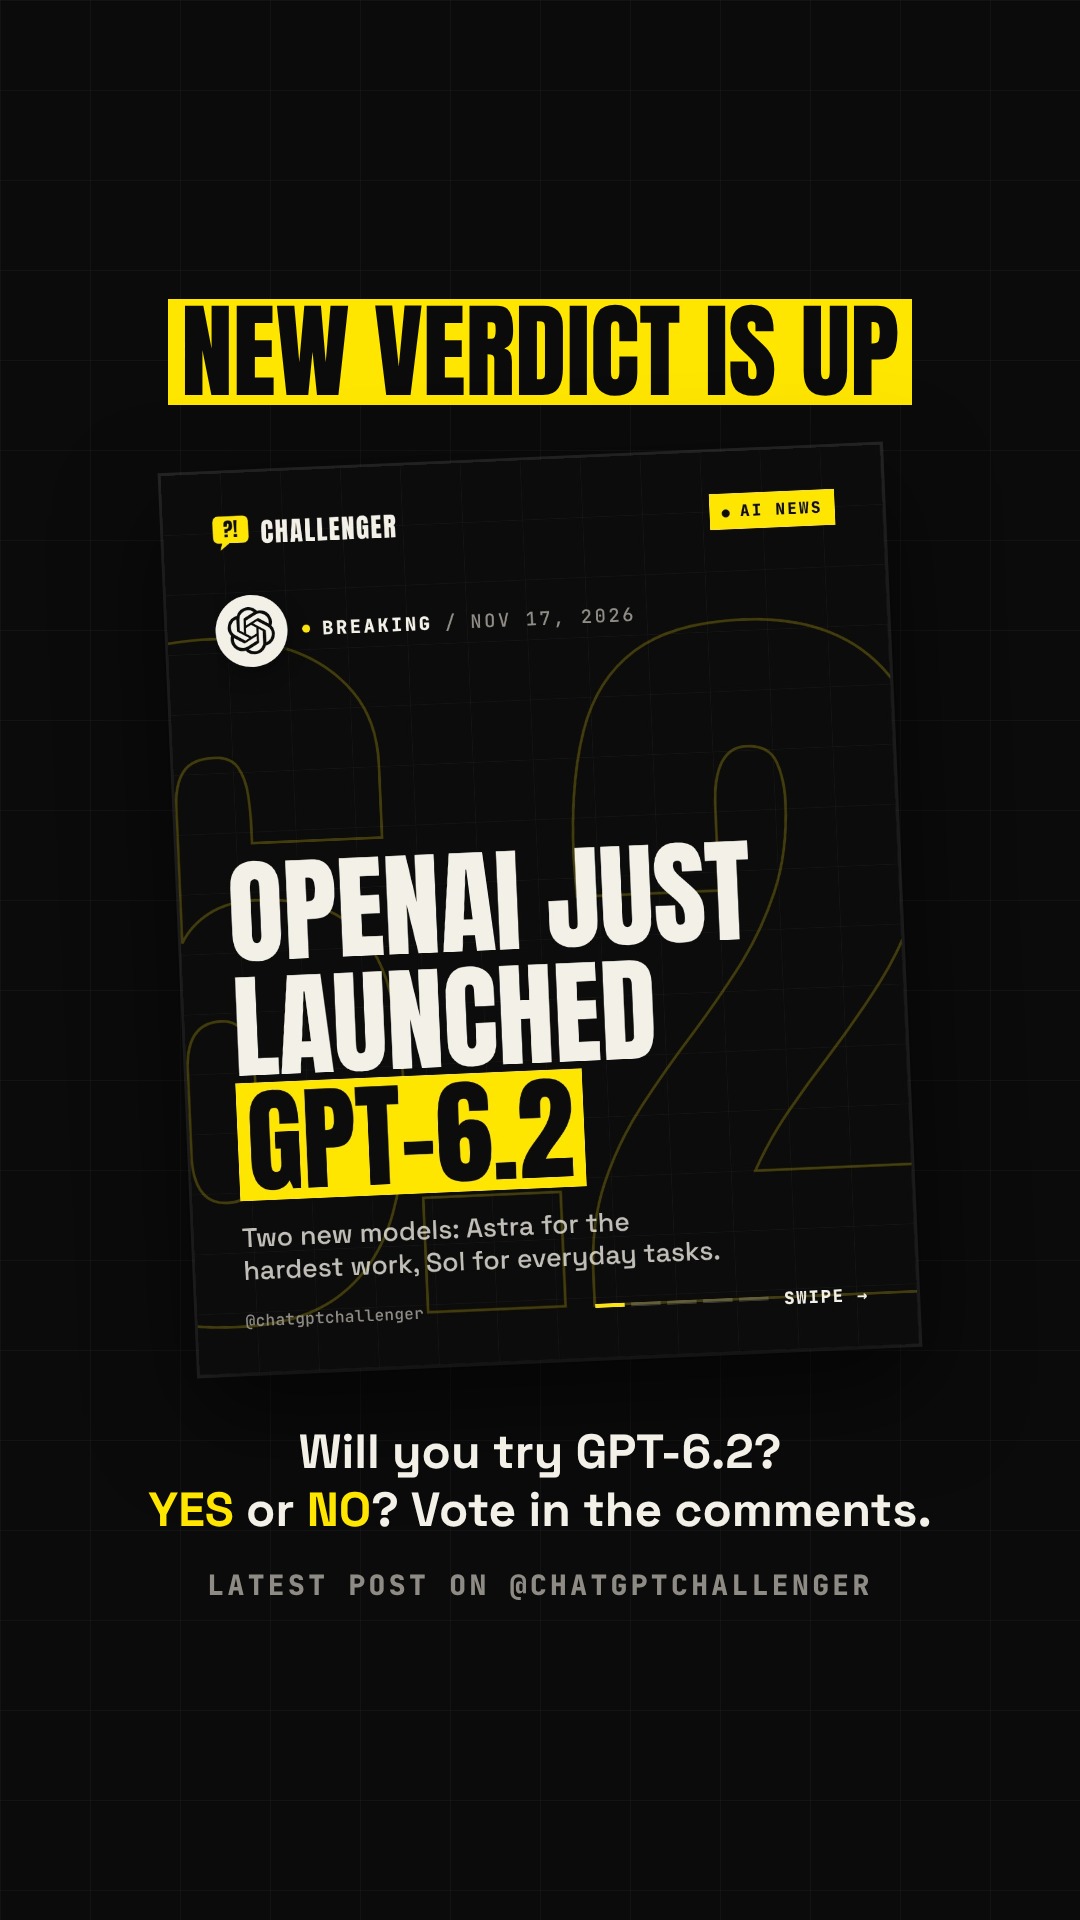 NEW VERDICT IS UP
?! CHALLENGER
• AI NEWS
• BREAKING / NOV 17, 2026
6.2
OPENAI JUST
LAUNCHED
GPT-6.2
Two new models: Astra for the
hardest work, Sol for everyday tasks.
@chatgptchallenger
SWIPE →
Will you try GPT-6.2?
YES or NO? Vote in the comments.
LATEST POST ON @CHATGPTCHALLENGER